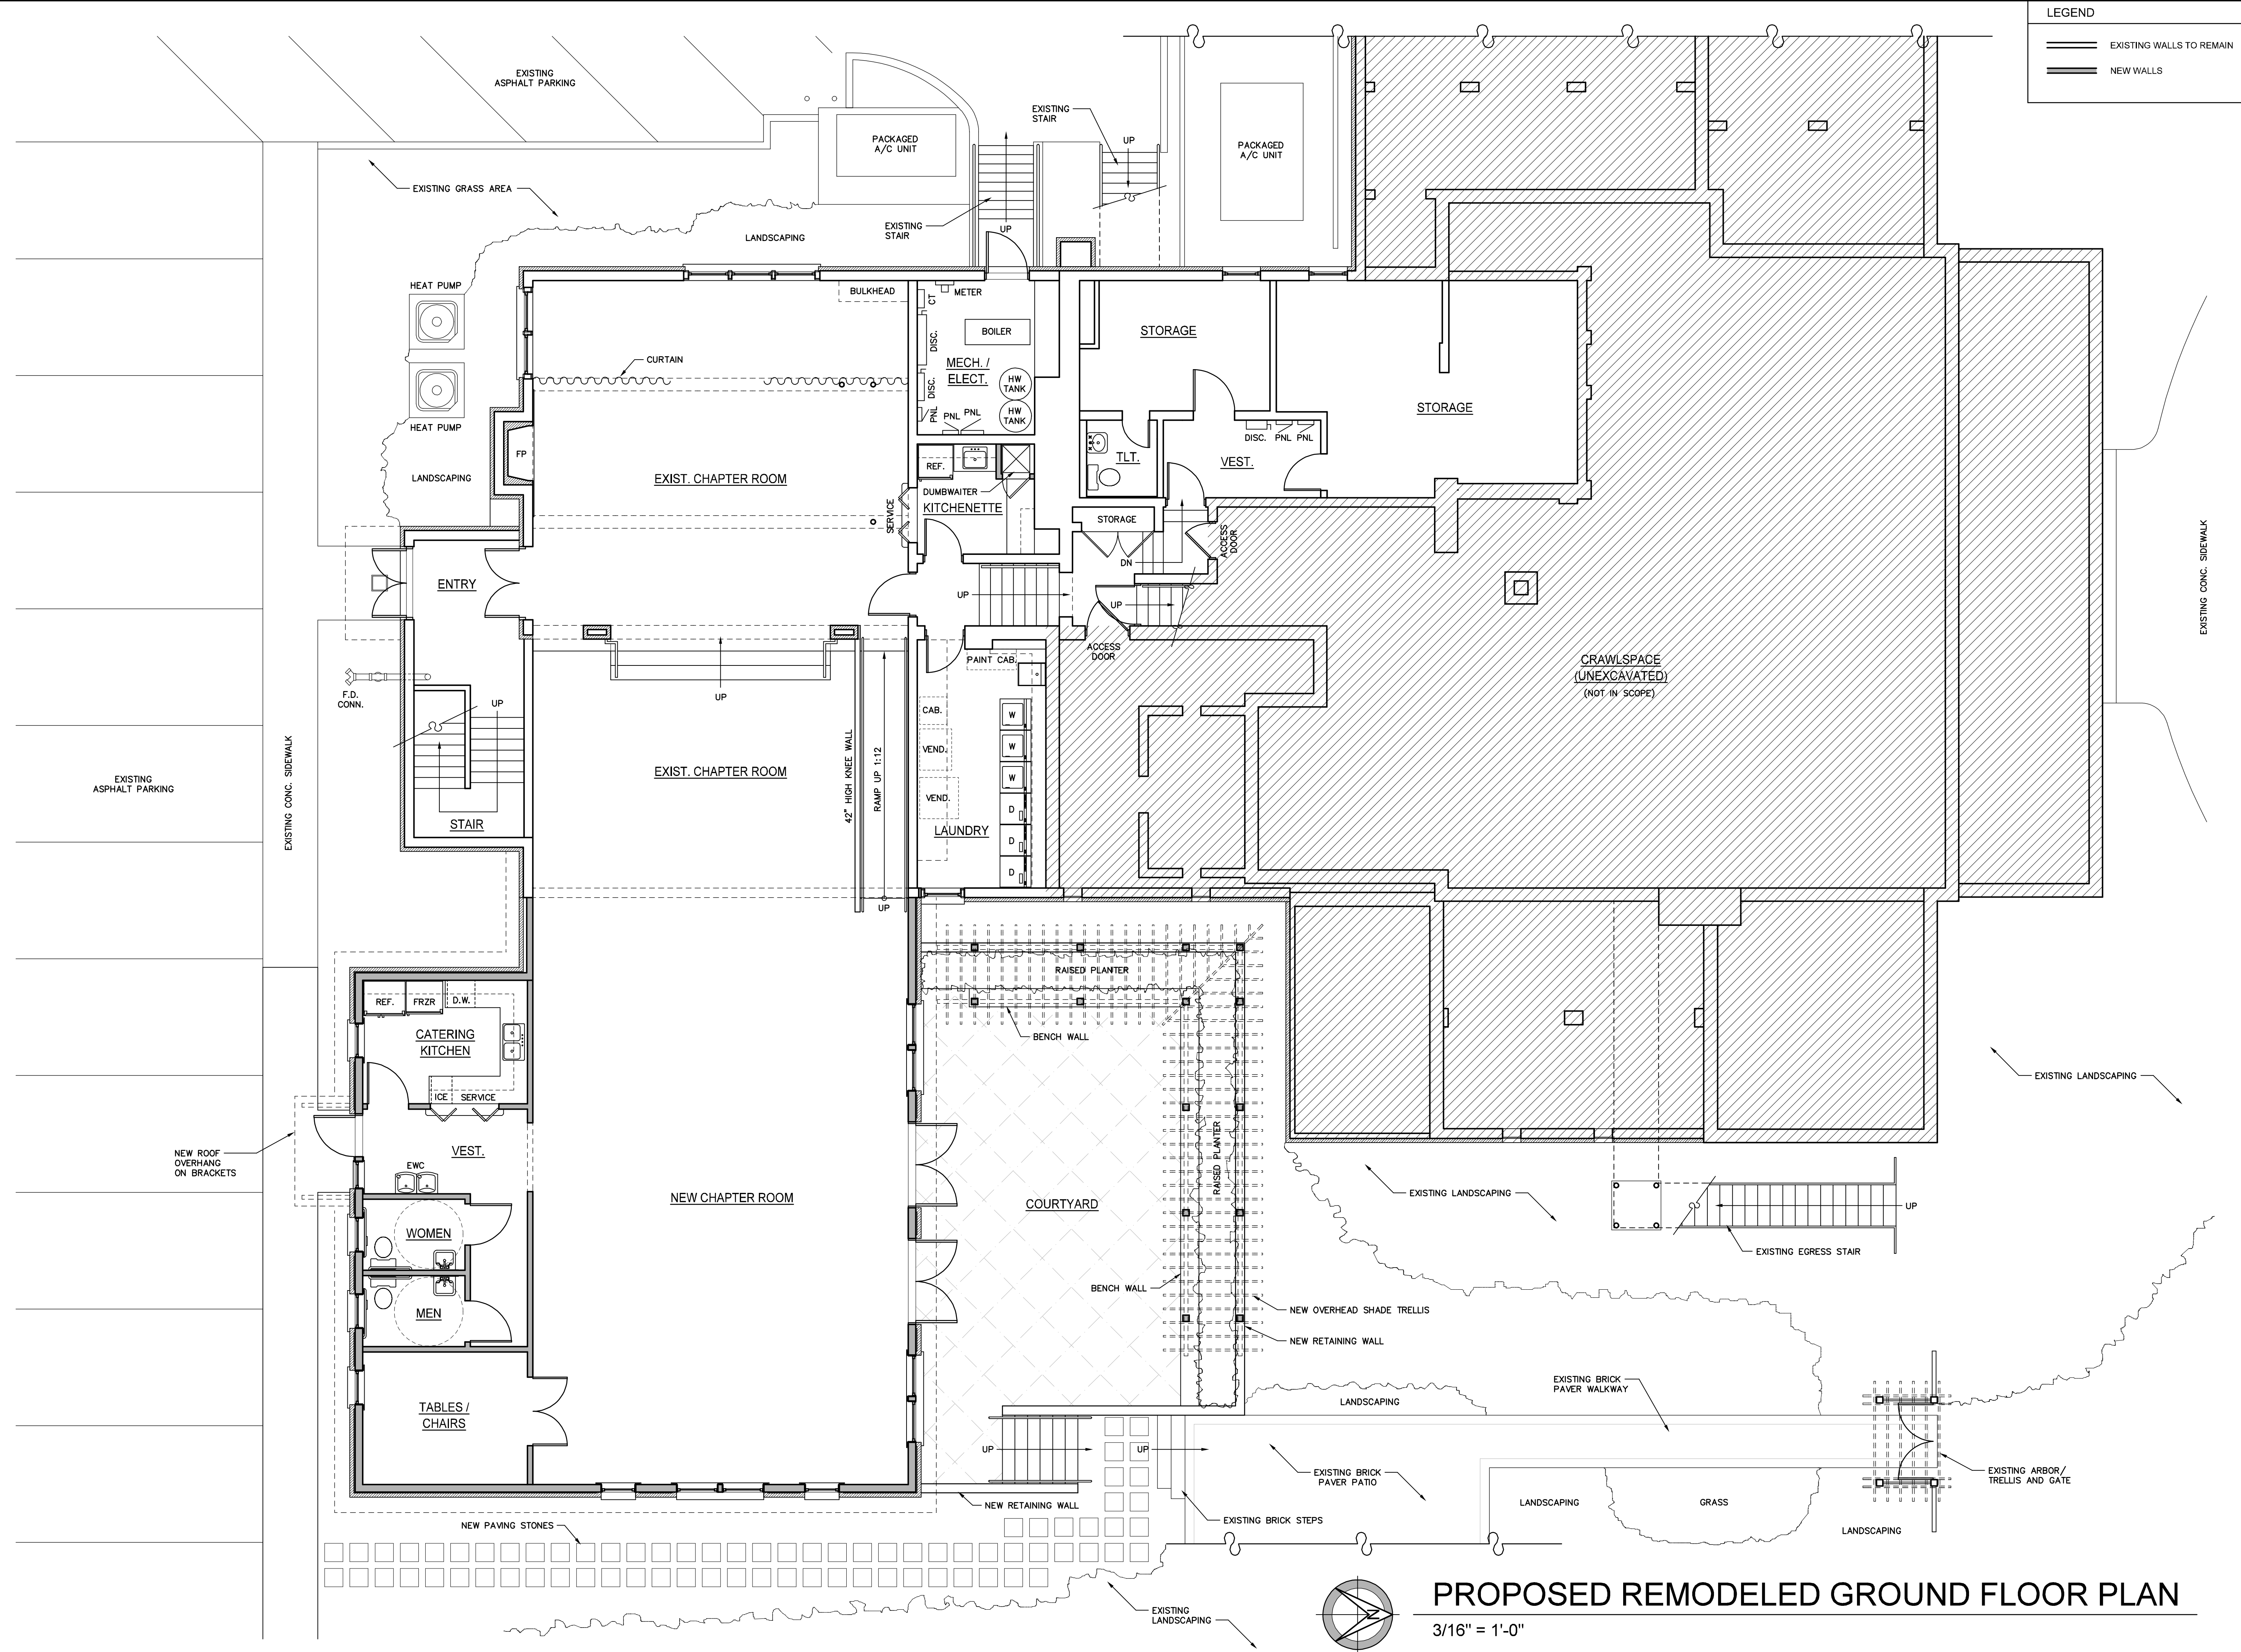 LEGEND
EXISTING WALLS TO REMAIN
NEW WALLS
EXISTING
ASPHALT PARKING
EXISTING
STAIR
PACKAGED
A/C UNIT
UP
PACKAGED
A/C UNIT
EXISTING GRASS AREA
EXISTING
STAIR
UP
LANDSCAPING
HEAT PUMP
BULKHEAD
CT
METER
BOILER
DISC.
MECH. /
ELECT.
STORAGE
CURTAIN
HW
TANK
DISC.
HW
TANK
PNL
PNL
PNL
STORAGE
HEAT PUMP
DISC.
PNL
PNL
FP
REF.
TLT.
VEST.
LANDSCAPING
EXIST. CHAPTER ROOM
DUMBWAITER
KITCHENETTE
SERVICE
STORAGE
ACCESS
DOOR
DN
EXISTING CONC. SIDEWALK
ENTRY
UP
UP
ACCESS
DOOR
PAINT CAB.
CRAWLSPACE
(UNEXCAVATED)
(NOT IN SCOPE)
F.D.
CONN.
UP
UP
CAB.
W
W
VEND.
W
EXISTING
ASPHALT PARKING
EXISTING CONC. SIDEWALK
EXIST. CHAPTER ROOM
42" HIGH KNEE WALL
RAMP UP 1:12
VEND.
D
STAIR
LAUNDRY
D
D
UP
RAISED PLANTER
REF.
FRZR
D.W.
CATERING
KITCHEN
BENCH WALL
EXISTING LANDSCAPING
ICE
SERVICE
NEW ROOF
OVERHANG
ON BRACKETS
VEST.
EWC
RAISED PLANTER
NEW CHAPTER ROOM
COURTYARD
EXISTING LANDSCAPING
UP
WOMEN
EXISTING EGRESS STAIR
BENCH WALL
MEN
NEW OVERHEAD SHADE TRELLIS
NEW RETAINING WALL
EXISTING BRICK
PAVER WALKWAY
LANDSCAPING
TABLES /
CHAIRS
UP
UP
EXISTING BRICK
PAVER PATIO
EXISTING ARBOR/
TRELLIS AND GATE
NEW RETAINING WALL
LANDSCAPING
GRASS
EXISTING BRICK STEPS
LANDSCAPING
NEW PAVING STONES
EXISTING
LANDSCAPING
N
PROPOSED REMODELED GROUND FLOOR PLAN
3/16" = 1'-0"